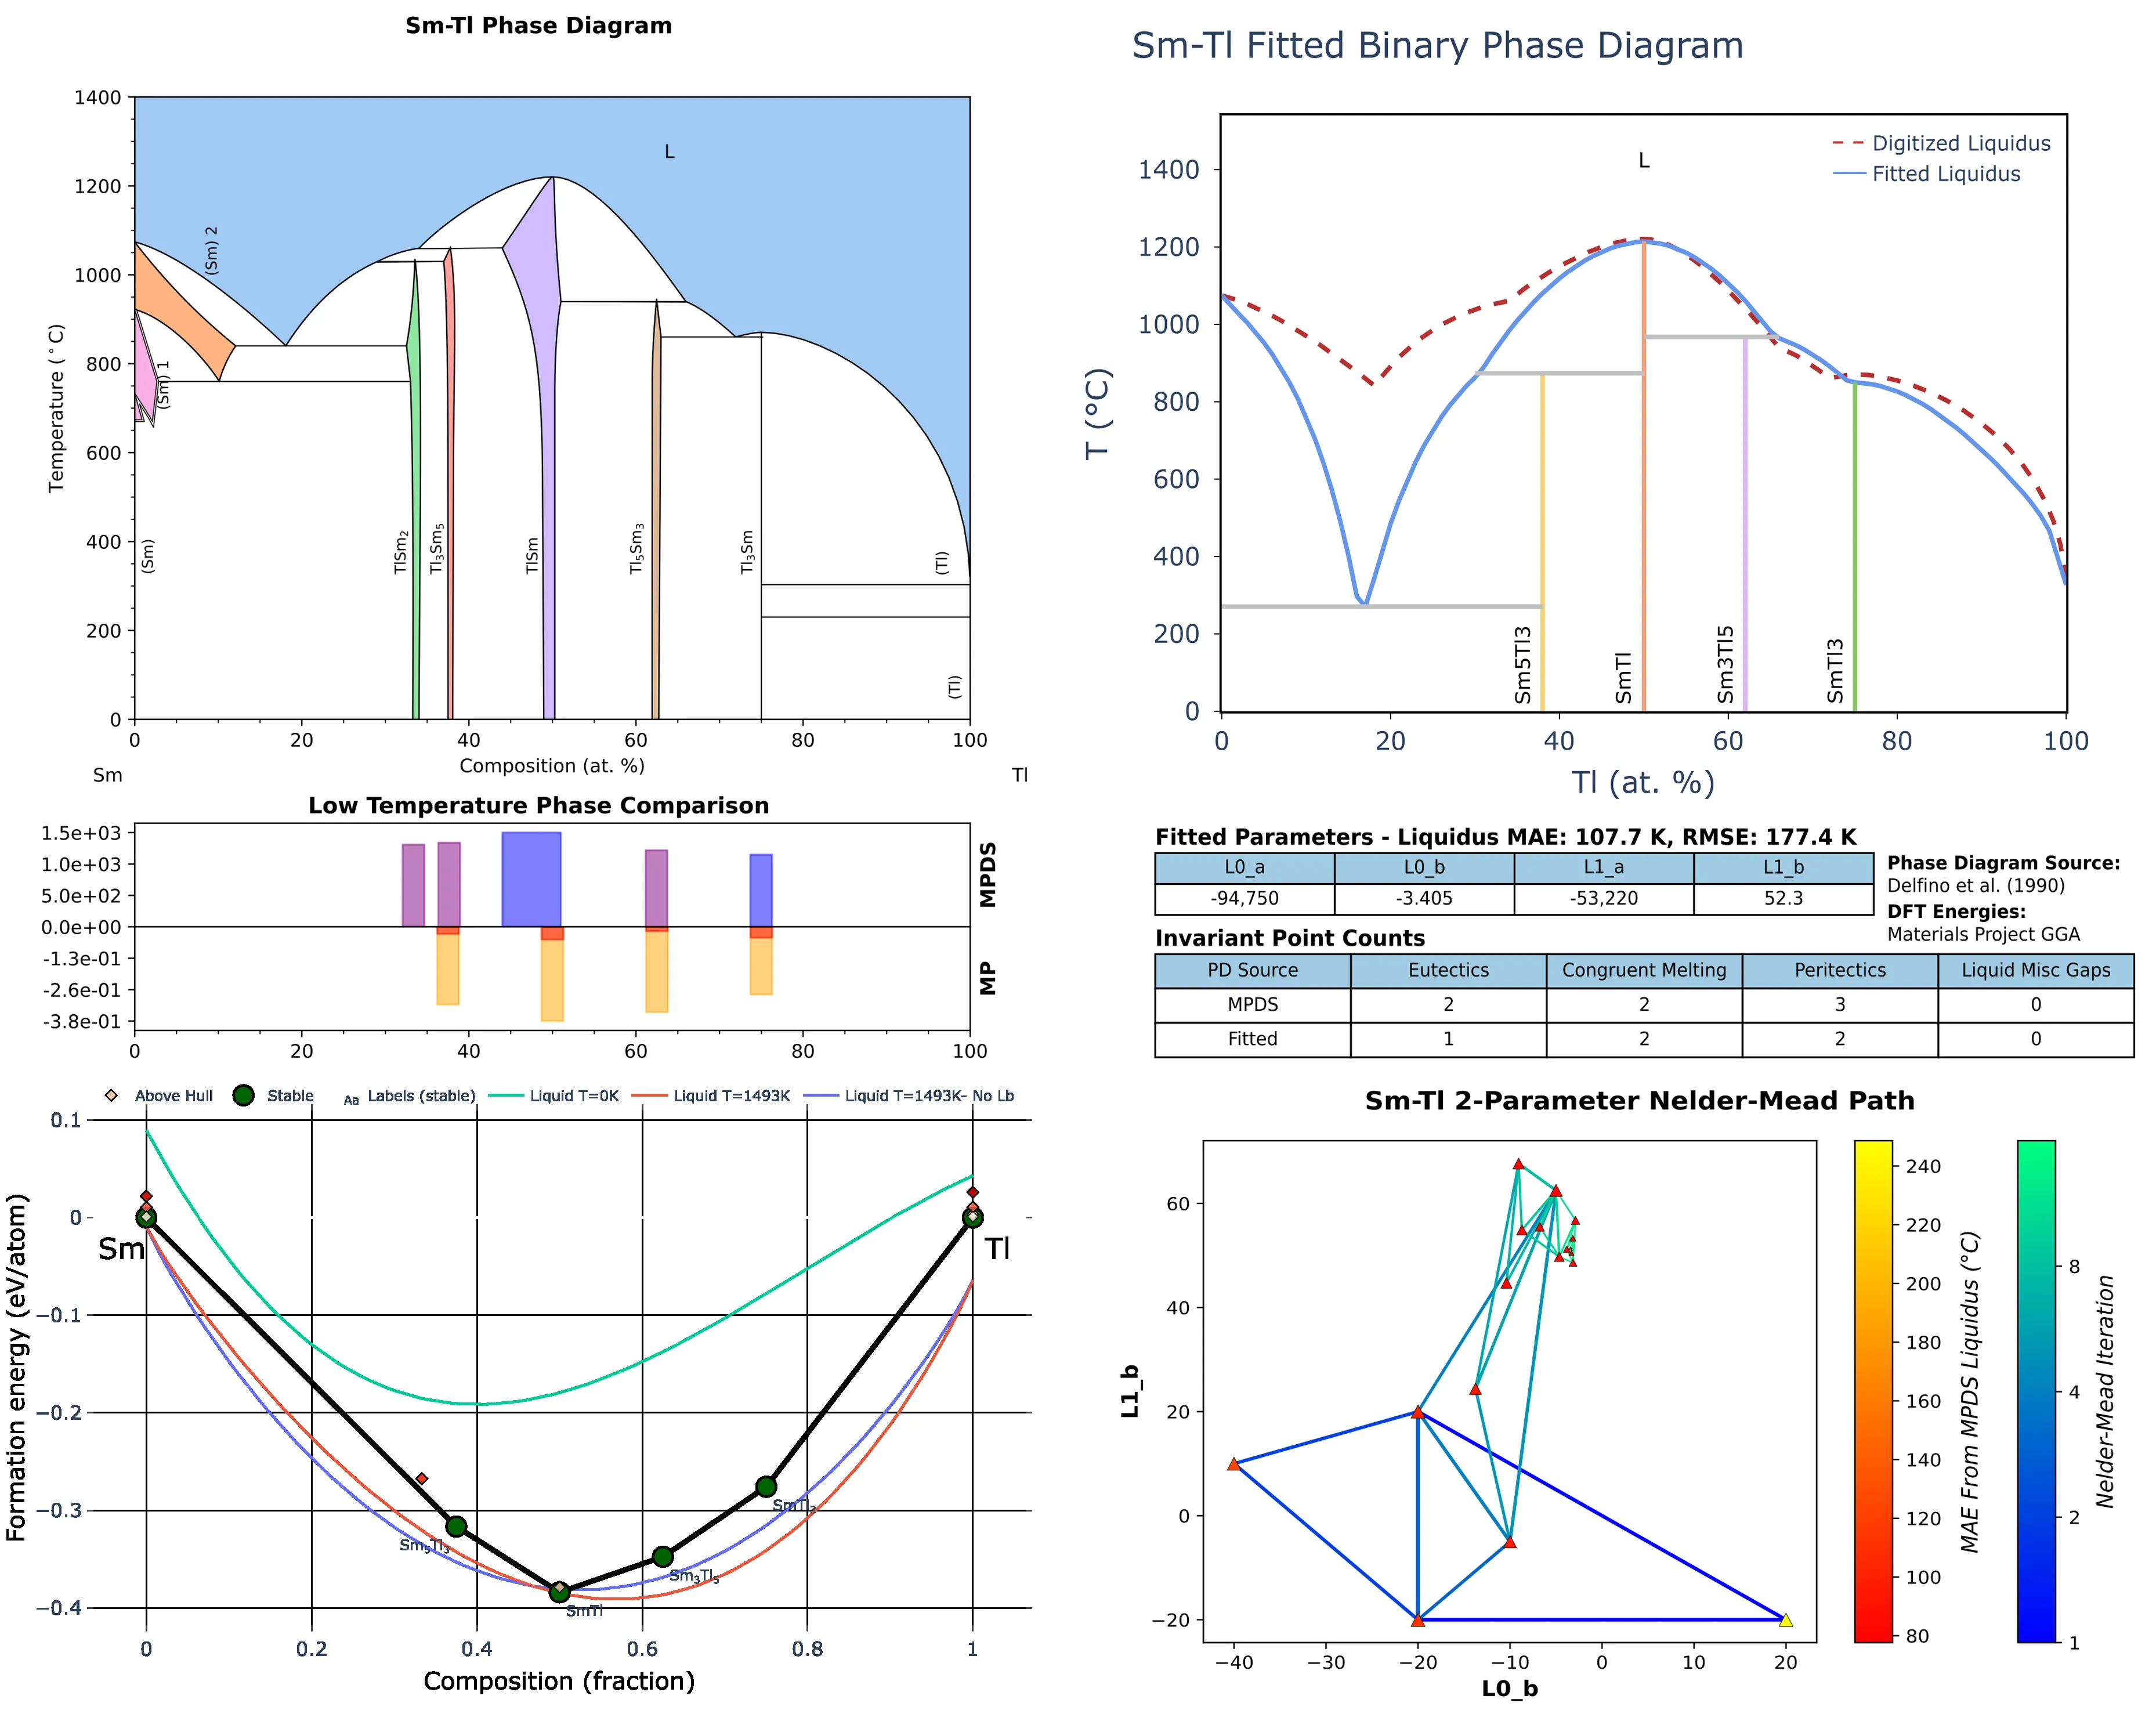 Sm-Tl Phase Diagram
1400
1200
1000
800
600
400
200
0
Temperature (°C)
L
(Sm) 2
(Sm) 1
(Sm)
TlSm₂
Tl₃Sm₅
TlSm
Tl₅Sm₃
Tl₃Sm
(Tl)
(Tl)
0 20 40 60 80 100
Composition (at. %)
Sm Tl
Sm-Tl Fitted Binary Phase Diagram
Digitized Liquidus
Fitted Liquidus
L
1400
1200
1000
800
600
400
200
0
T (°C)
Sm5Tl3
SmTl
Sm3Tl5
SmTl3
0 20 40 60 80 100
Tl (at. %)
Low Temperature Phase Comparison
1.5e+03
1.0e+03
5.0e+02
0.0e+00
-1.3e-01
-2.6e-01
-3.8e-01
MPDS
MP
0 20 40 60 80 100
Fitted Parameters - Liquidus MAE: 107.7 K, RMSE: 177.4 K
L0_a L0_b L1_a L1_b
-94,750 -3.405 -53,220 52.3
Phase Diagram Source:
Delfino et al. (1990)
DFT Energies:
Materials Project GGA
Invariant Point Counts
PD Source Eutectics Congruent Melting Peritectics Liquid Misc Gaps
MPDS 2 2 3 0
Fitted 1 2 2 0
Above Hull Stable Aa Labels (stable) Liquid T=0K Liquid T=1493K Liquid T=1493K- No Lb
0.1
0
−0.1
−0.2
−0.3
−0.4
Formation energy (eV/atom)
Sm
Tl
Sm₅Tl₃
SmTl
Sm₃Tl₅
SmTl₃
0 0.2 0.4 0.6 0.8 1
Composition (fraction)
Sm-Tl 2-Parameter Nelder-Mead Path
60
40
20
0
−20
L1_b
−40 −30 −20 −10 0 10 20
L0_b
240
220
200
180
160
140
120
100
80
MAE From MPDS Liquidus (°C)
8
4
2
1
Nelder-Mead Iteration